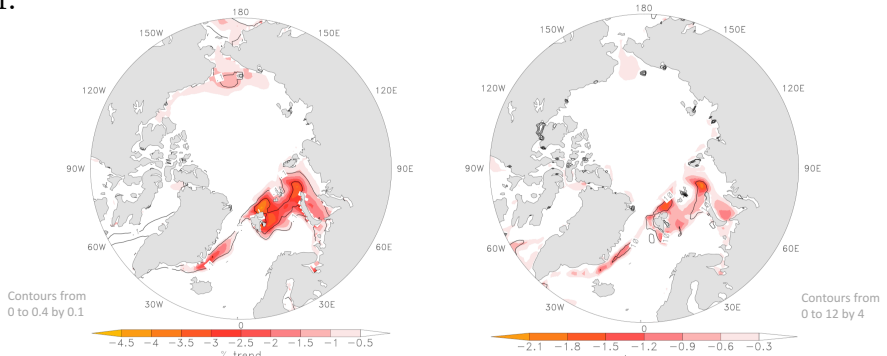 180
150W
150E
120W
120E
90W
90E
60W
60E
30W
0
30E
Contours from
0 to 0.4 by 0.1
−4.5 −4 −3.5 −3 −2.5 −2 −1.5 −1 −0.5
% trend
180
150W
150E
120W
120E
90W
90E
60W
60E
30W
0
30E
Contours from
0 to 12 by 4
−2.1 −1.8 −1.5 −1.2 −0.9 −0.6 −0.3